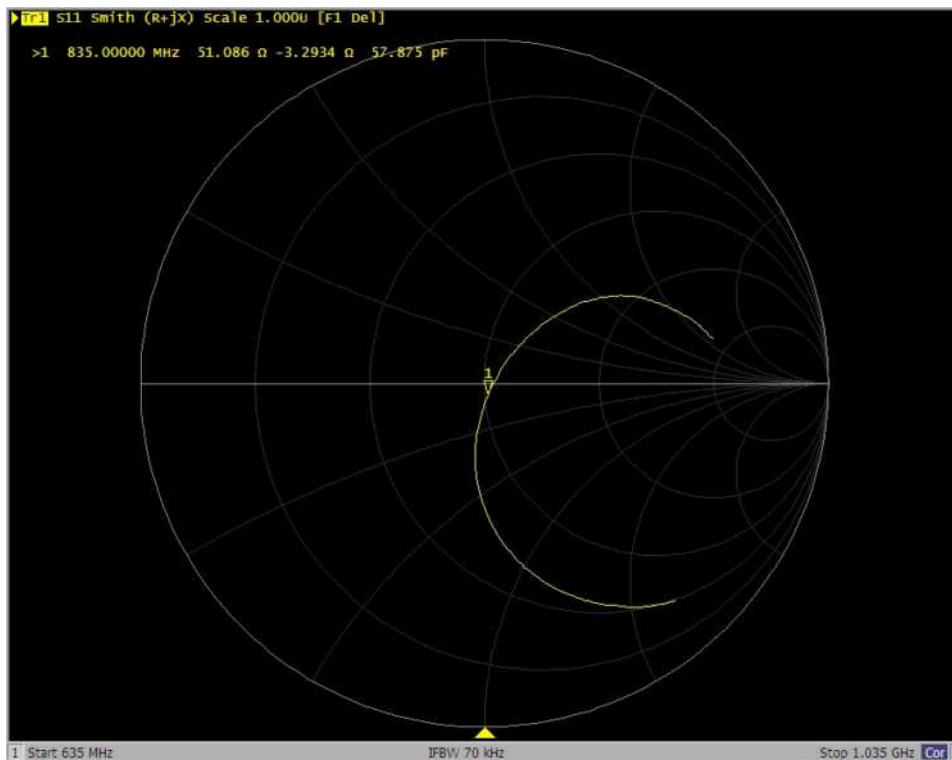 Tr1 S11 Smith (R+jX) Scale 1.000U [F1 Del]
>1 835.00000 MHz 51.086 Ω -3.2934 Ω 57.875 pF
1
1 Start 635 MHz IFBW 70 kHz Stop 1.035 GHz Cor